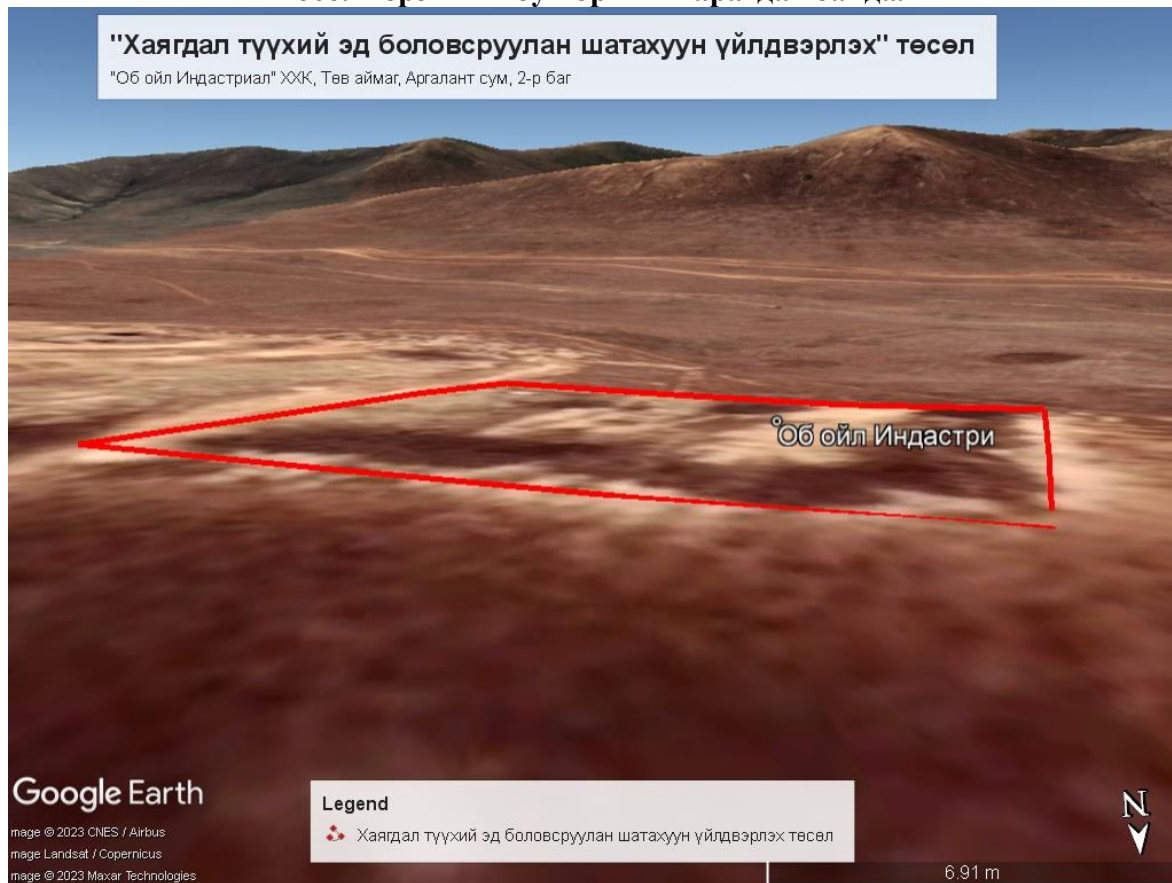 "Хаягдал түүхий эд боловсруулан шатахуун үйлдвэрлэх" төсөл
"Об ойл Индастриал" ХХК, Төв аймаг, Аргалант сум, 2-р баг
Об ойл Индастри
Google Earth
Legend
Хаягдал түүхий эд боловсруулан шатахуун үйлдвэрлэх төсөл
mage © 2023 CNES / Airbus
mage Landsat / Copernicus
mage © 2023 Maxar Technologies
N
6.91 m